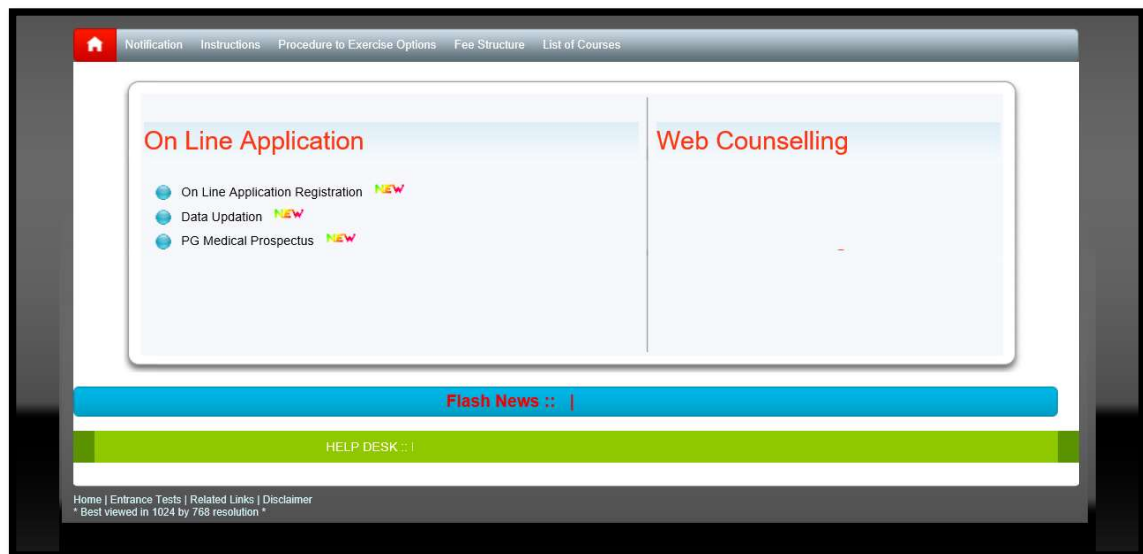 Notification Instructions Procedure to Exercise Options Fee Structure List of Courses
On Line Application
On Line Application Registration NEW
Data Updation NEW
PG Medical Prospectus NEW
Web Counselling
Flash News :: |
HELP DESK :: |
Home | Entrance Tests | Related Links | Disclaimer
* Best viewed in 1024 by 768 resolution *